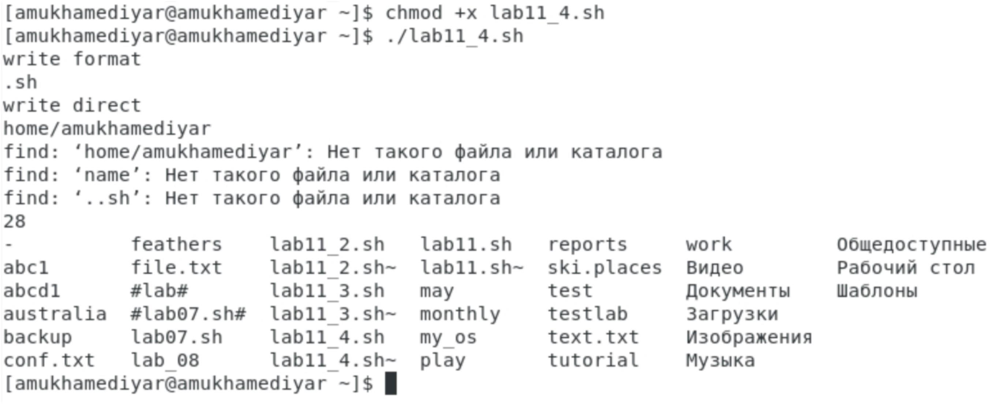 [amukhamediyar@amukhamediyar ~]$ chmod +x lab11_4.sh
[amukhamediyar@amukhamediyar ~]$ ./lab11_4.sh
write format
.sh
write direct
home/amukhamediyar
find: ‘home/amukhamediyar’: Нет такого файла или каталога
find: ‘name’: Нет такого файла или каталога
find: ‘..sh’: Нет такого файла или каталога
28
- feathers lab11_2.sh lab11.sh reports work Общедоступные
abc1 file.txt lab11_2.sh~ lab11.sh~ ski.places Видео Рабочий стол
abcd1 #lab# lab11_3.sh may test Документы Шаблоны
australia #lab07.sh# lab11_3.sh~ monthly testlab Загрузки
backup lab07.sh lab11_4.sh my_os text.txt Изображения
conf.txt lab_08 lab11_4.sh~ play tutorial Музыка
[amukhamediyar@amukhamediyar ~]$